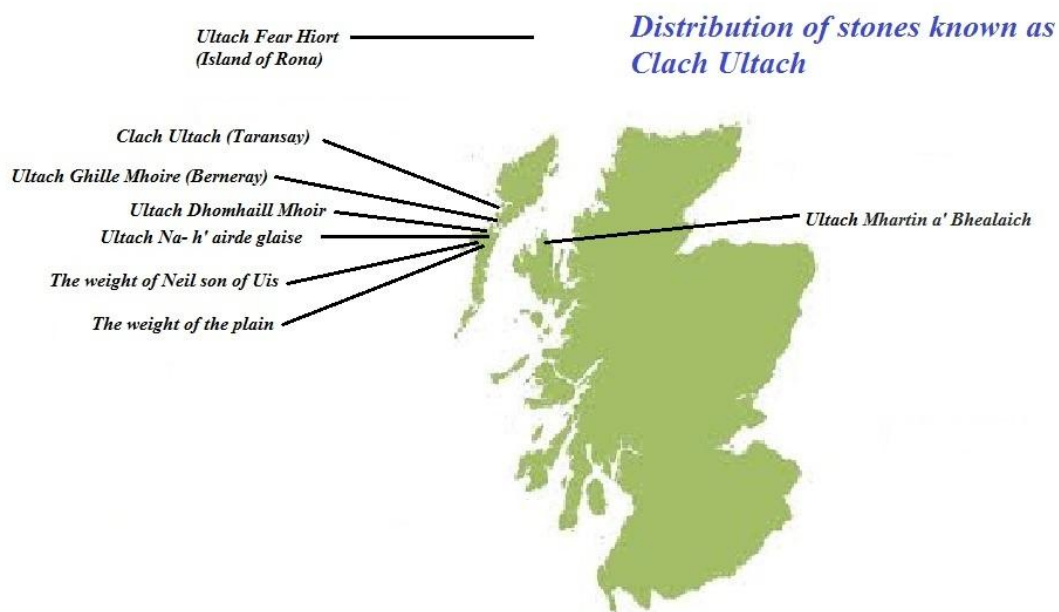 Distribution of stones known as
Clach Ultach
Ultach Fear Hiort
(Island of Rona)
Clach Ultach (Taransay)
Ultach Ghille Mhoire (Berneray)
Ultach Dhomhaill Mhoir
Ultach Na- h' airde glaise
The weight of Neil son of Uis
The weight of the plain
Ultach Mhartin a' Bhealaich